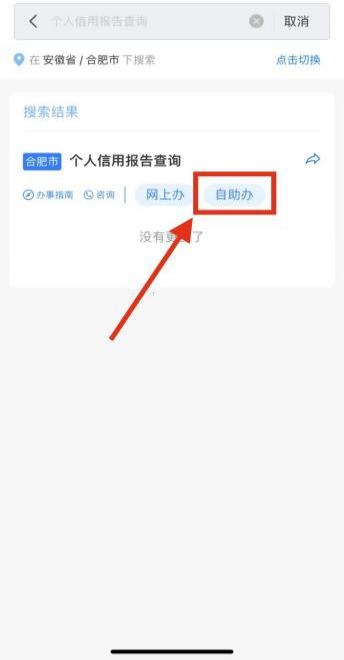 个人信用报告查询 取消
在 安徽省 / 合肥市 下搜索 点击切换
搜索结果
合肥市 个人信用报告查询
办事指南 咨询 网上办 自助办
没有更 了